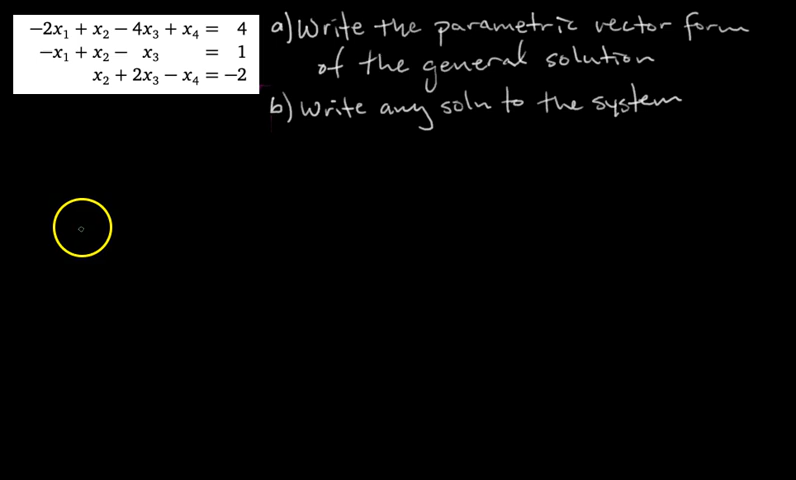 −2x₁ + x₂ − 4x₃ + x₄ = 4
−x₁ + x₂ − x₃ = 1
x₂ + 2x₃ − x₄ = −2
a) Write the parametric vector form
of the general solution
b) Write any soln to the system